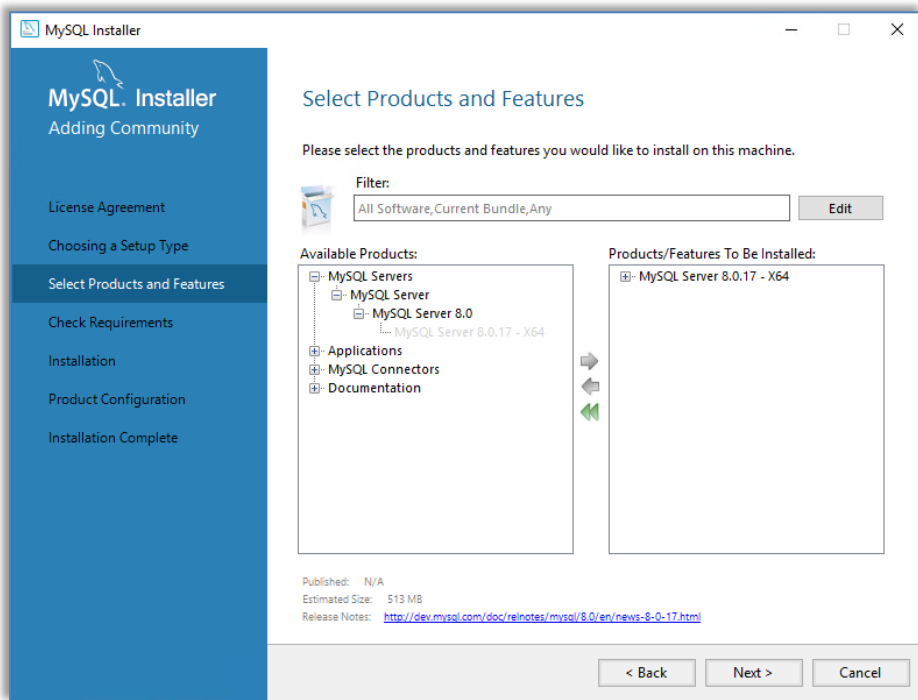 MySQL Installer
MySQL. Installer
Adding Community
License Agreement
Choosing a Setup Type
Select Products and Features
Check Requirements
Installation
Product Configuration
Installation Complete
Select Products and Features
Please select the products and features you would like to install on this machine.
Filter:
All Software,Current Bundle,Any
Edit
Available Products:
MySQL Servers
MySQL Server
MySQL Server 8.0
MySQL Server 8.0.17 - X64
Applications
MySQL Connectors
Documentation
Products/Features To Be Installed:
MySQL Server 8.0.17 - X64
Published: N/A
Estimated Size: 513 MB
Release Notes: http://dev.mysql.com/doc/relnotes/mysql/8.0/en/news-8-0-17.html
< Back
Next >
Cancel